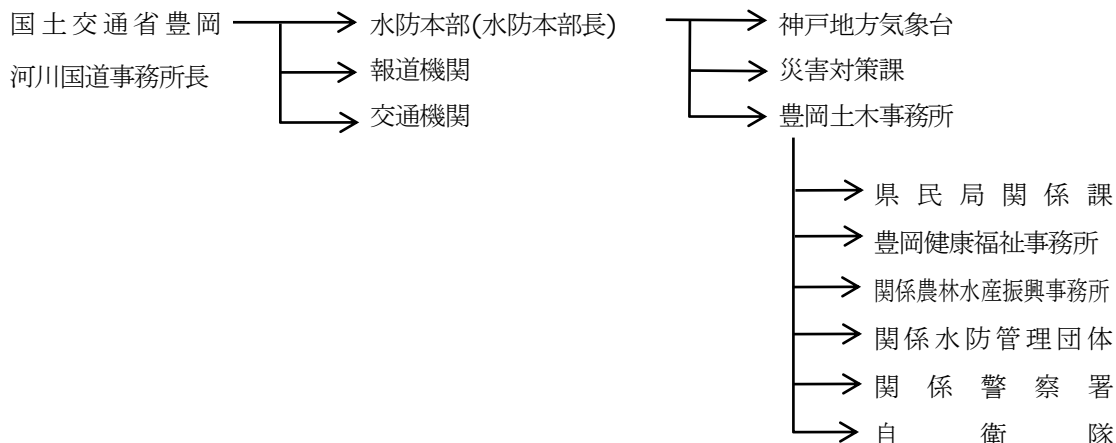 国土交通省豊岡
河川国道事務所長
水防本部(水防本部長)
報道機関
交通機関
神戸地方気象台
災害対策課
豊岡土木事務所
県民局関係課
豊岡健康福祉事務所
関係農林水産振興事務所
関係水防管理団体
関係警察署
自衛隊